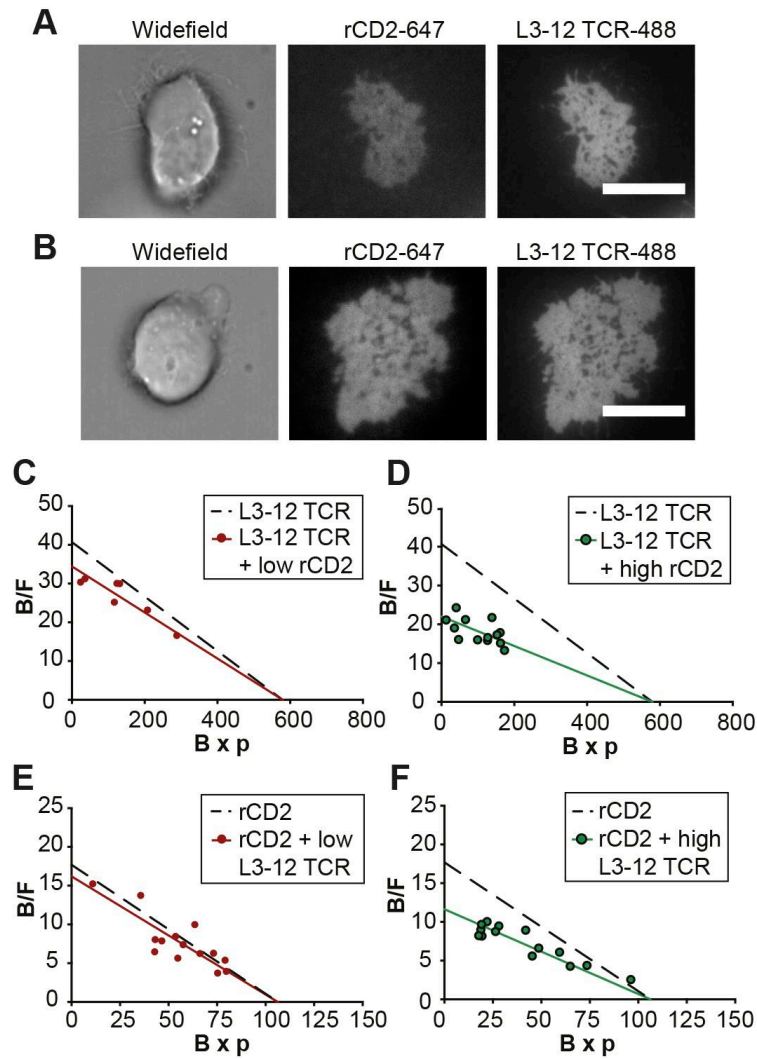 A
Widefield
rCD2-647
L3-12 TCR-488
B
Widefield
rCD2-647
L3-12 TCR-488
C
50
40
30
20
10
0
B/F
0 200 400 600 800
B x p
L3-12 TCR
L3-12 TCR
+ low rCD2
D
50
40
30
20
10
0
B/F
0 200 400 600 800
B x p
L3-12 TCR
L3-12 TCR
+ high rCD2
E
25
20
15
10
5
0
B/F
0 25 50 75 100 125 150
B x p
rCD2
rCD2 + low
L3-12 TCR
F
25
20
15
10
5
0
B/F
0 25 50 75 100 125 150
B x p
rCD2
rCD2 + high
L3-12 TCR